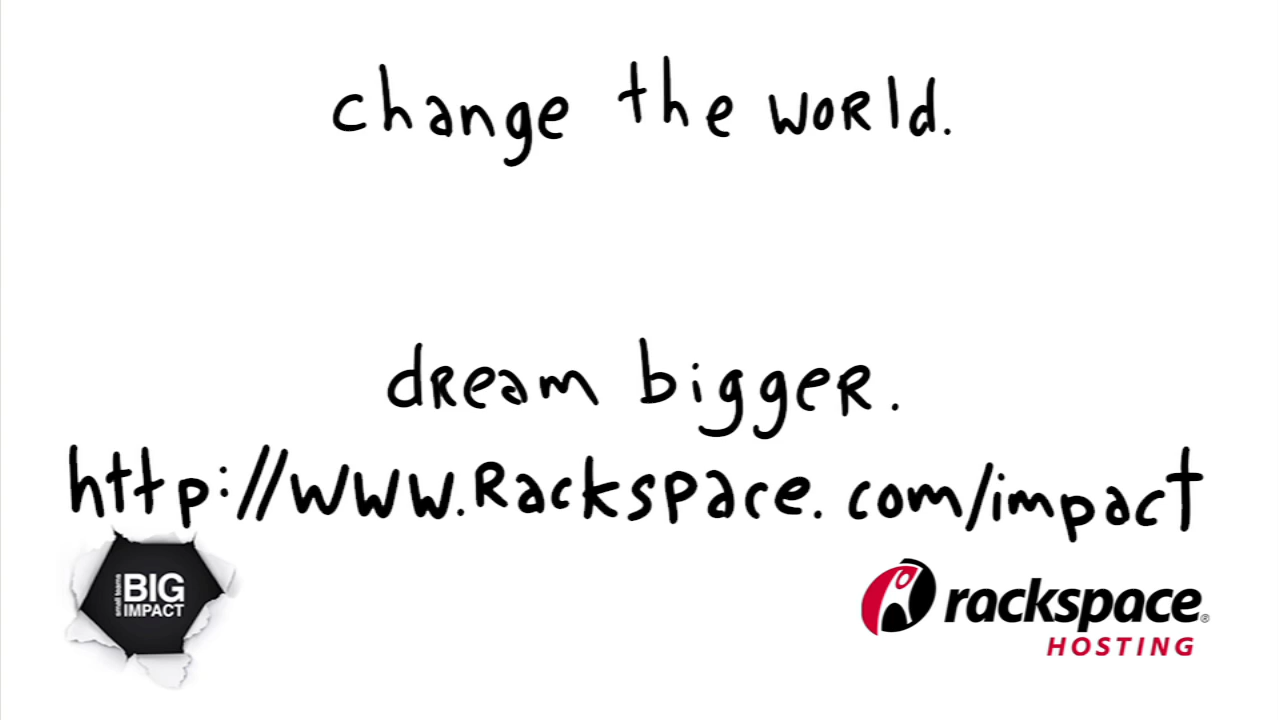 change the world.
dream bigger.
http://www.Rackspace.com/impact
small teams
BIG
IMPACT
rackspace®
HOSTING